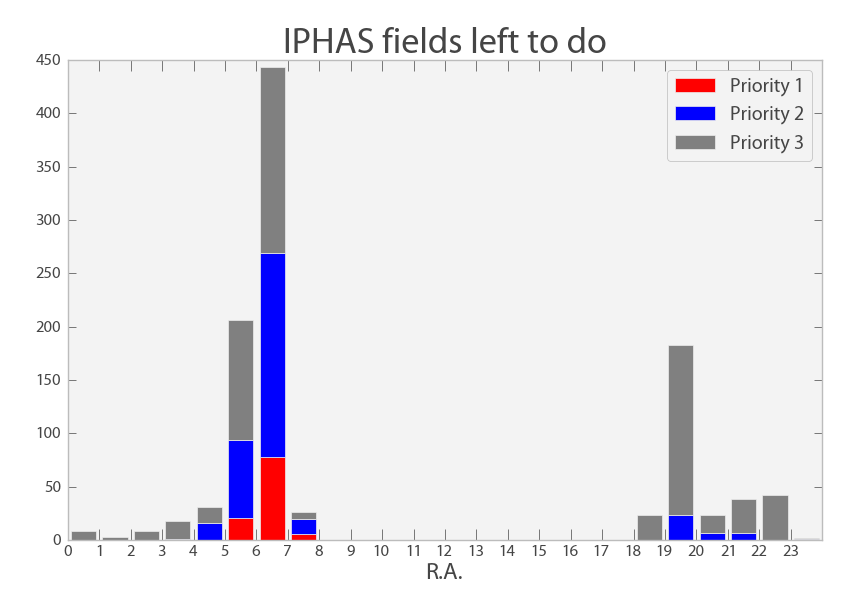 IPHAS fields left to do
450
400
350
300
250
200
150
100
50
0
Priority 1
Priority 2
Priority 3
0 1 2 3 4 5 6 7 8 9 10 11 12 13 14 15 16 17 18 19 20 21 22 23
R.A.